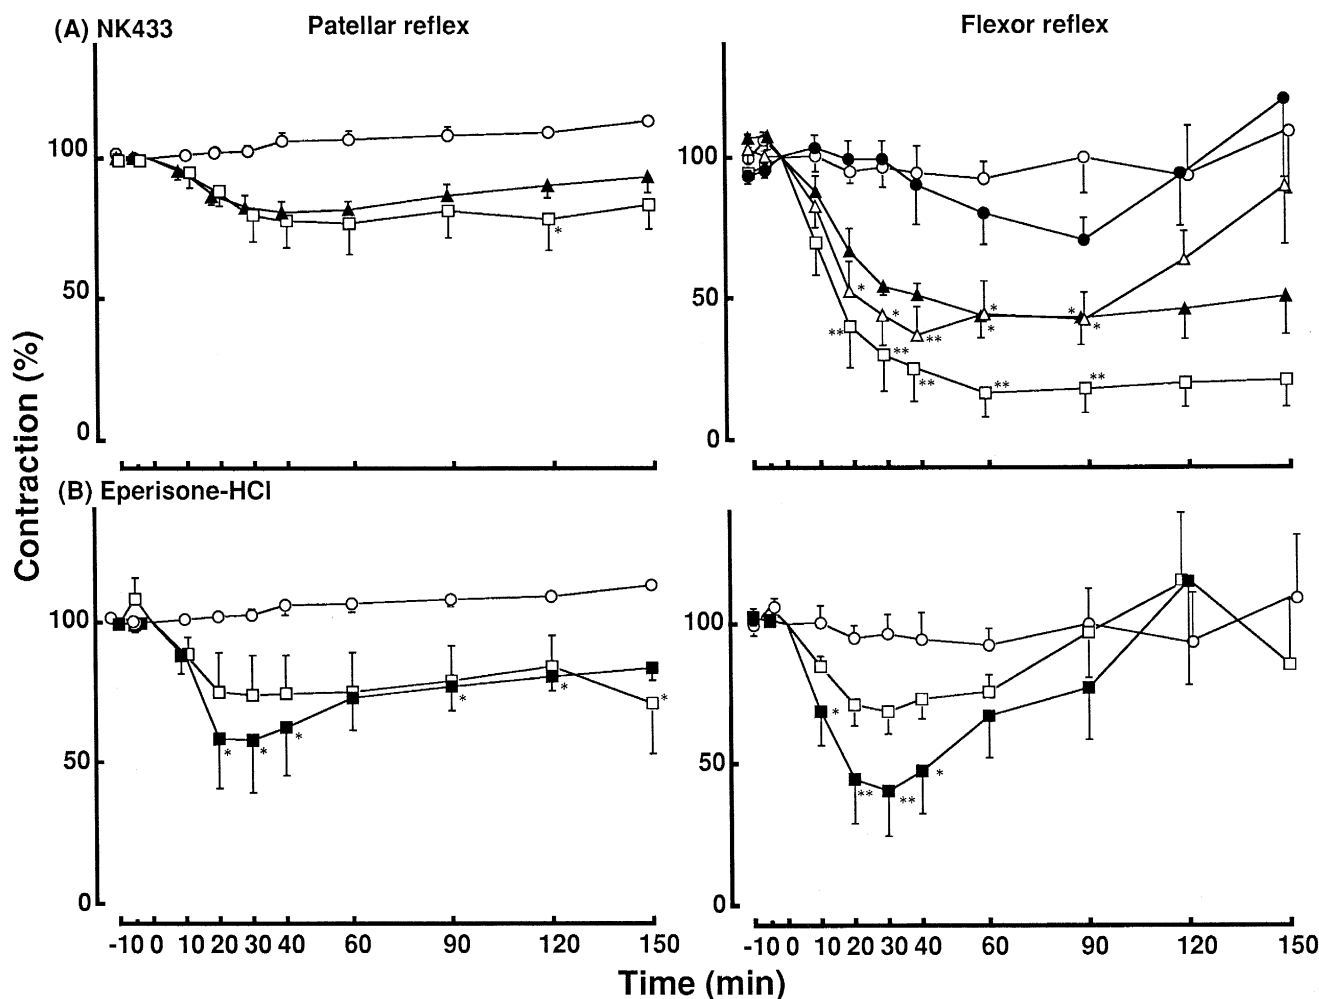 (A) NK433 Patellar reflex Flexor reflex
100 100
* * * * *
* * *
50 50
** ** **
** ** **
0 0
Contraction (%)
(B) Eperisone-HCl
100 100
* * *
* * * *
50 50
* *
** **
0 0
-10 0 10 20 30 40 60 90 120 150 -10 0 10 20 30 40 60 90 120 150
Time (min)